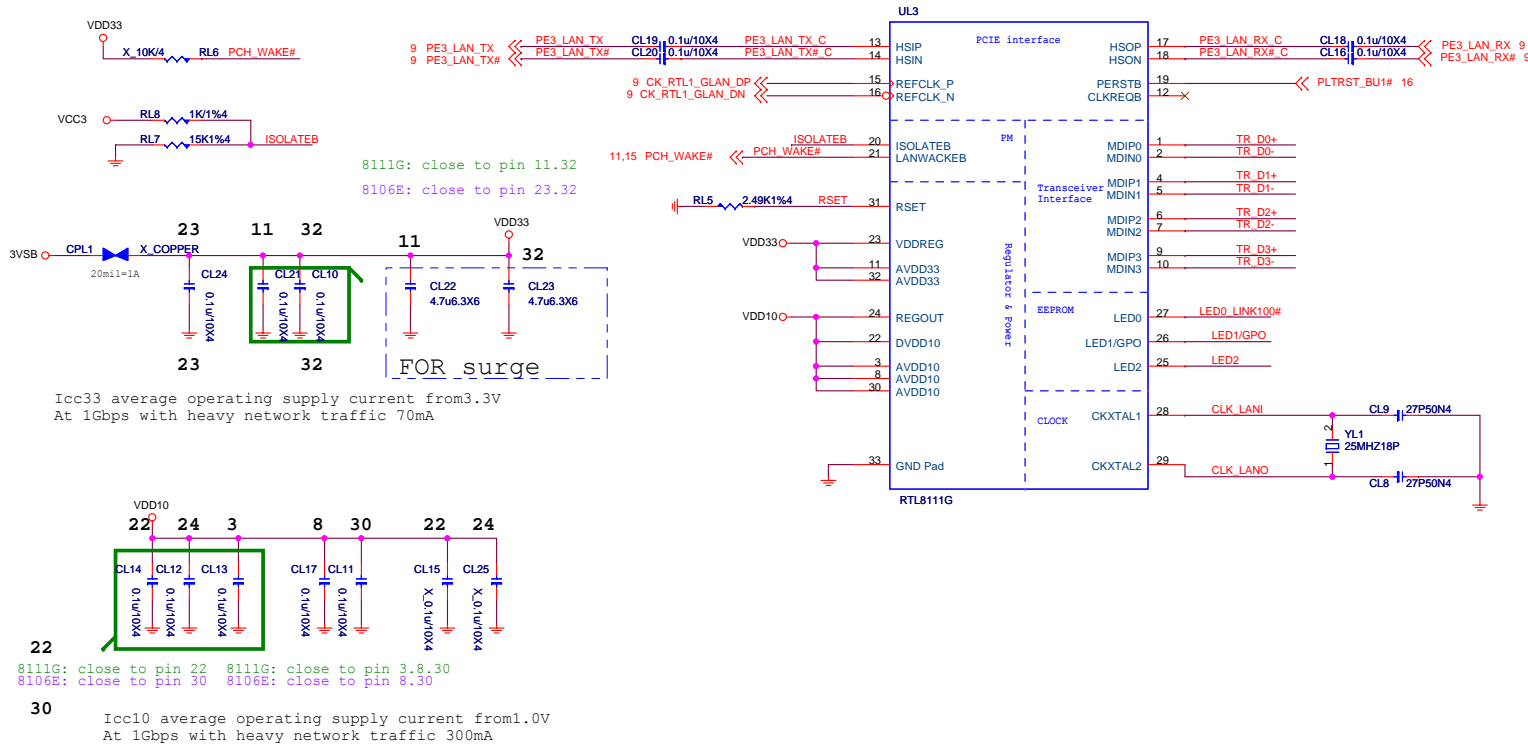 VDD33
X_10K/4 RL6 PCH_WAKE#
RL8 1K/1%4
VCC3
RL7 15K1%4 ISOLATEB
8111G: close to pin 11.32
8106E: close to pin 23.32
VDD33
23 11 32 11 32
3VSB CPL1 X_COPPER
20mil=1A
CL24 0.1u/10X4
CL21 0.1u/10X4
CL10 0.1u/10X4
CL22 4.7u6.3X6
CL23 4.7u6.3X6
23 32
FOR surge
Icc33 average operating supply current from3.3V
At 1Gbps with heavy network traffic 70mA
VDD10
22 24 3 8 30 22 24
CL14 0.1u/10X4
CL12 0.1u/10X4
CL13 0.1u/10X4
CL17 0.1u/10X4
CL11 0.1u/10X4
CL15 X_0.1u/10X4
CL25 X_0.1u/10X4
22
8111G: close to pin 22 8111G: close to pin 3.8.30
8106E: close to pin 30 8106E: close to pin 8.30
30
Icc10 average operating supply current from1.0V
At 1Gbps with heavy network traffic 300mA
UL3
PCIE interface
9 PE3_LAN_TX PE3_LAN_TX CL19 0.1u/10X4 PE3_LAN_TX_C 13 HSIP
9 PE3_LAN_TX# PE3_LAN_TX# CL20 0.1u/10X4 PE3_LAN_TX#_C 14 HSIN
9 CK_RTL1_GLAN_DP 15 REFCLK_P
9 CK_RTL1_GLAN_DN 16 REFCLK_N
HSOP 17 PE3_LAN_RX_C CL18 0.1u/10X4 PE3_LAN_RX 9
HSON 18 PE3_LAN_RX#_C CL16 0.1u/10X4 PE3_LAN_RX# 9
PERSTB 19 PLTRST_BU1# 16
CLKREQB 12
PM
ISOLATEB 20 ISOLATEB
11,15 PCH_WAKE# PCH_WAKE# 21 LANWACKEB
RL5 2.49K1%4 RSET 31 RSET
VDD33 23 VDDREG
11 AVDD33
32 AVDD33
VDD10 24 REGOUT
22 DVDD10
3 AVDD10
8 AVDD10
30 AVDD10
33 GND Pad
Regulator & Power
Transceiver
Interface
MDIP0 1 TR_D0+
MDIN0 2 TR_D0-
MDIP1 4 TR_D1+
MDIN1 5 TR_D1-
MDIP2 6 TR_D2+
MDIN2 7 TR_D2-
MDIP3 9 TR_D3+
MDIN3 10 TR_D3-
EEPROM
LED0 27 LED0_LINK100#
LED1/GPO 26 LED1/GPO
LED2 25 LED2
CLOCK
CKXTAL1 28 CLK_LANI CL9 27P50N4
2 YL1
25MHZ18P
1
CKXTAL2 29 CLK_LANO CL8 27P50N4
RTL8111G